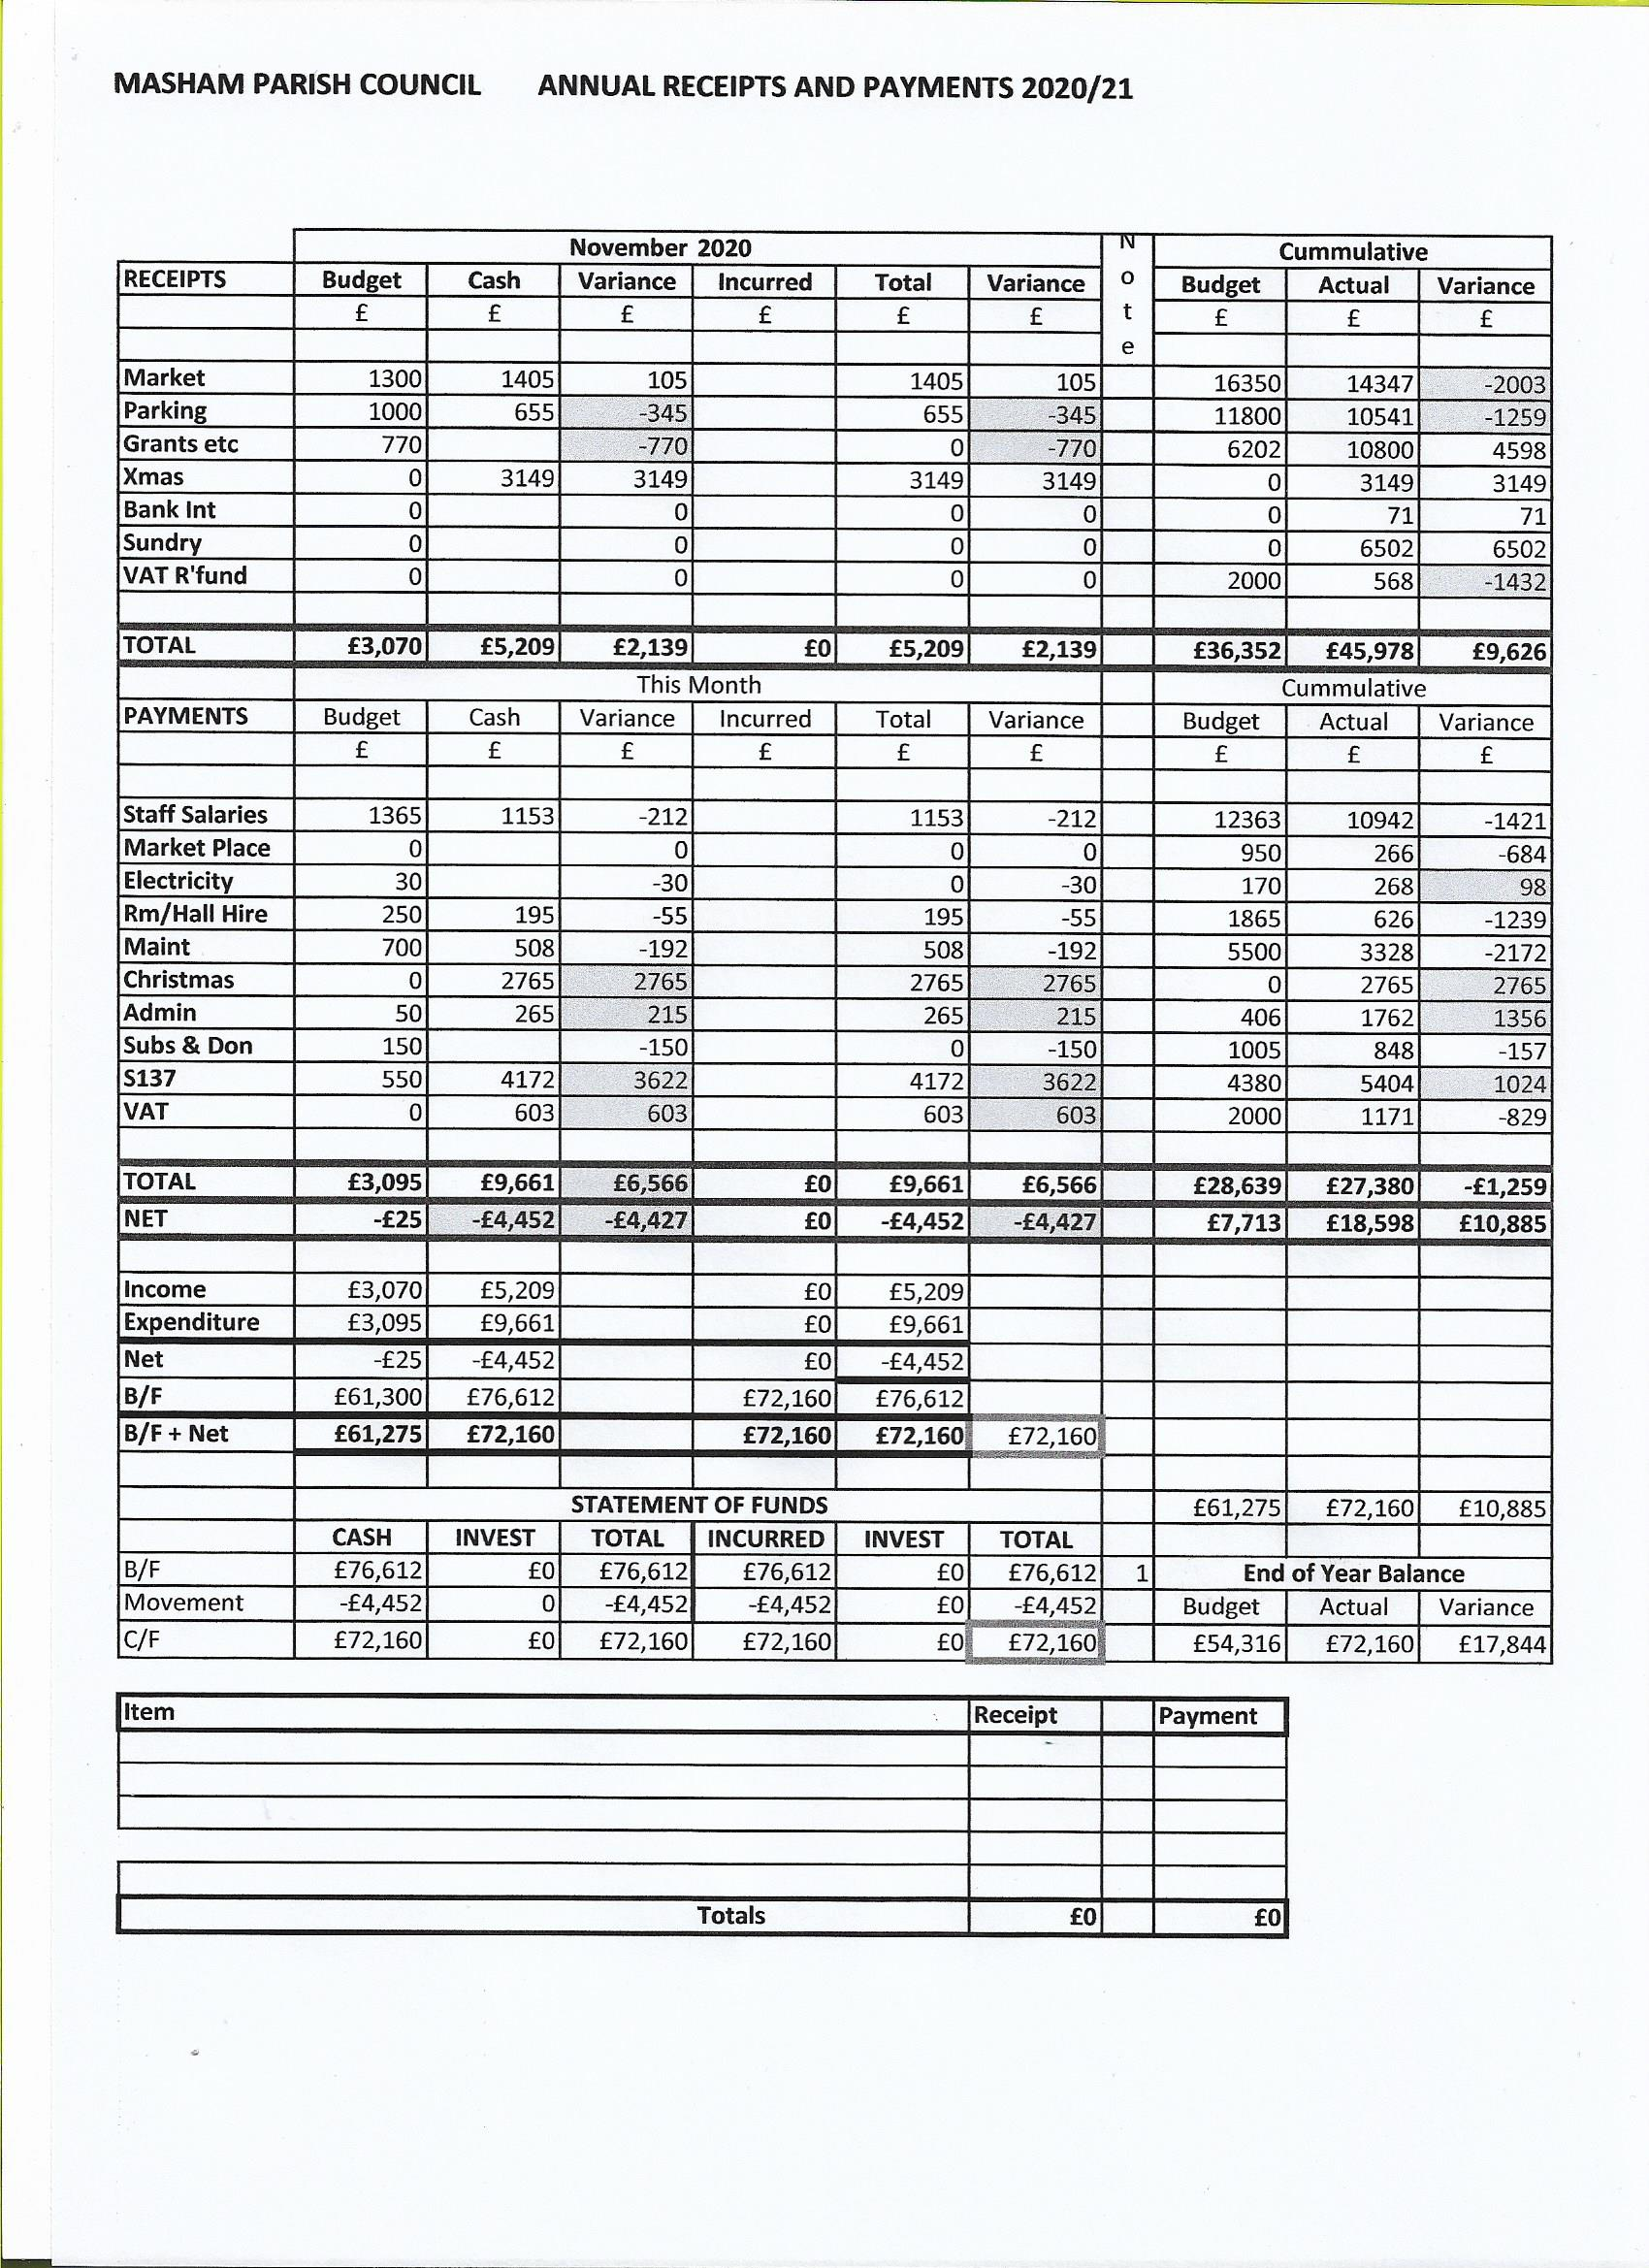 MASHAM PARISH COUNCIL ANNUAL RECEIPTS AND PAYMENTS 2020/21
November 2020 Note Cummulative
RECEIPTS Budget Cash Variance Incurred Total Variance Budget Actual Variance
£ £ £ £ £ £ £ £ £
Market 1300 1405 105 1405 105 16350 14347 -2003
Parking 1000 655 -345 655 -345 11800 10541 -1259
Grants etc 770 -770 0 -770 6202 10800 4598
Xmas 0 3149 3149 3149 3149 0 3149 3149
Bank Int 0 0 0 0 0 71 71
Sundry 0 0 0 0 0 6502 6502
VAT R'fund 0 0 0 0 2000 568 -1432
TOTAL £3,070 £5,209 £2,139 £0 £5,209 £2,139 £36,352 £45,978 £9,626
This Month Cummulative
PAYMENTS Budget Cash Variance Incurred Total Variance Budget Actual Variance
£ £ £ £ £ £ £ £ £
Staff Salaries 1365 1153 -212 1153 -212 12363 10942 -1421
Market Place 0 0 0 0 950 266 -684
Electricity 30 -30 0 -30 170 268 98
Rm/Hall Hire 250 195 -55 195 -55 1865 626 -1239
Maint 700 508 -192 508 -192 5500 3328 -2172
Christmas 0 2765 2765 2765 2765 0 2765 2765
Admin 50 265 215 265 215 406 1762 1356
Subs & Don 150 -150 0 -150 1005 848 -157
S137 550 4172 3622 4172 3622 4380 5404 1024
VAT 0 603 603 603 603 2000 1171 -829
TOTAL £3,095 £9,661 £6,566 £0 £9,661 £6,566 £28,639 £27,380 -£1,259
NET -£25 -£4,452 -£4,427 £0 -£4,452 -£4,427 £7,713 £18,598 £10,885
Income £3,070 £5,209 £0 £5,209
Expenditure £3,095 £9,661 £0 £9,661
Net -£25 -£4,452 £0 -£4,452
B/F £61,300 £76,612 £72,160 £76,612
B/F + Net £61,275 £72,160 £72,160 £72,160 £72,160
STATEMENT OF FUNDS £61,275 £72,160 £10,885
CASH INVEST TOTAL INCURRED INVEST TOTAL
B/F £76,612 £0 £76,612 £76,612 £0 £76,612 1 End of Year Balance
Movement -£4,452 0 -£4,452 -£4,452 £0 -£4,452 Budget Actual Variance
C/F £72,160 £0 £72,160 £72,160 £0 £72,160 £54,316 £72,160 £17,844
Item Receipt Payment
Totals £0 £0